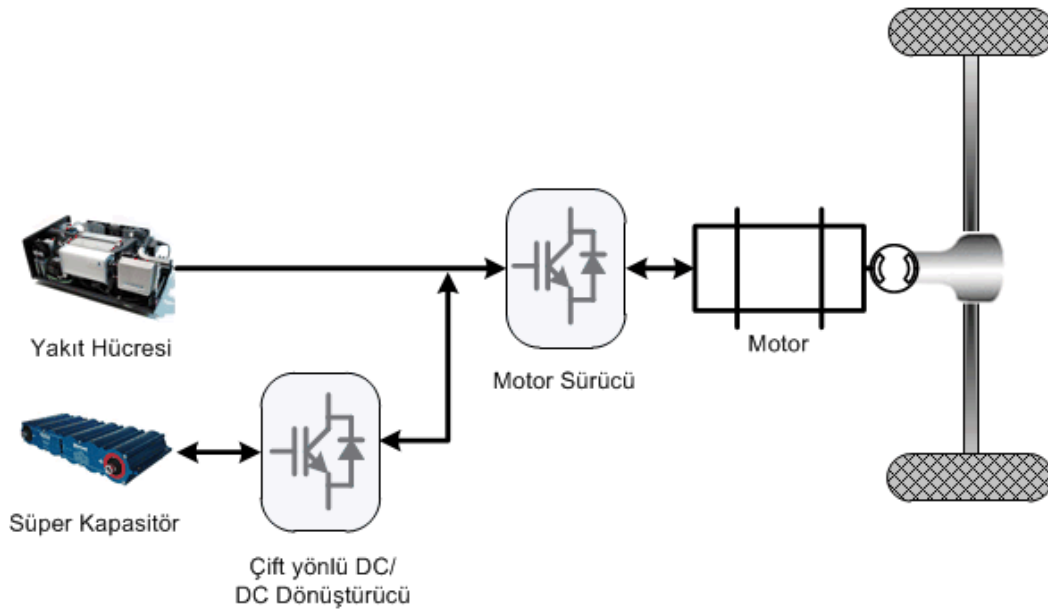 Yakıt Hücresi
Motor Sürücü
Motor
Süper Kapasitör
Çift yönlü DC/
DC Dönüştürücü